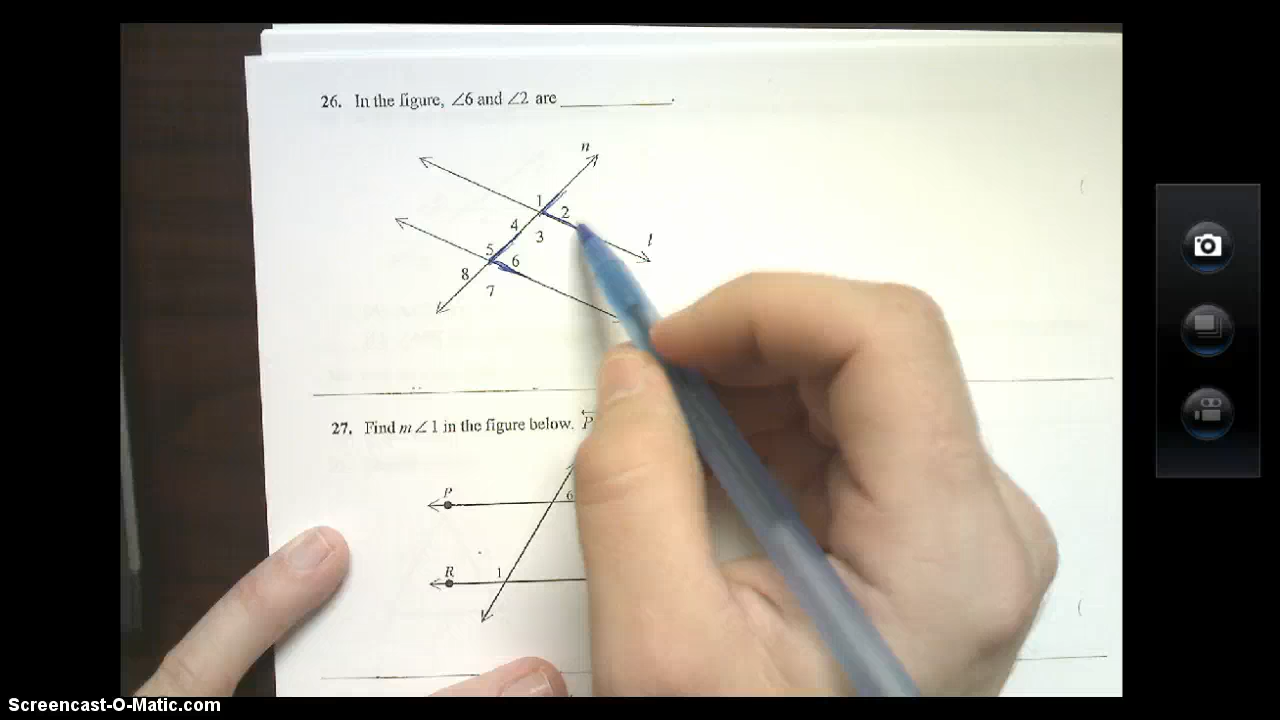 26. In the figure, ∠6 and ∠2 are ___________.
n
1
2
4
3
l
5
6
8
7
27. Find m∠1 in the figure below. P
P
6
R
1
Screencast-O-Matic.com